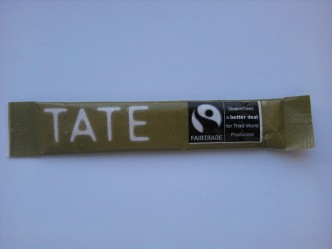 TATE
FAIRTRADE
Guarantees
a better deal
for Third World
Producers